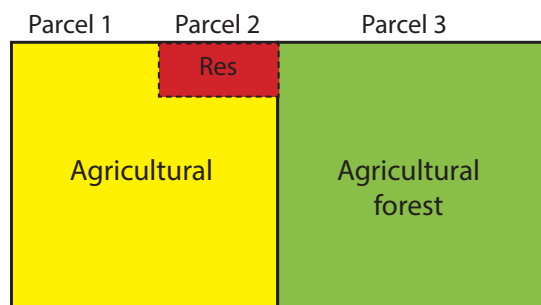 Parcel 1 Parcel 2 Parcel 3
Res
Agricultural
Agricultural
forest